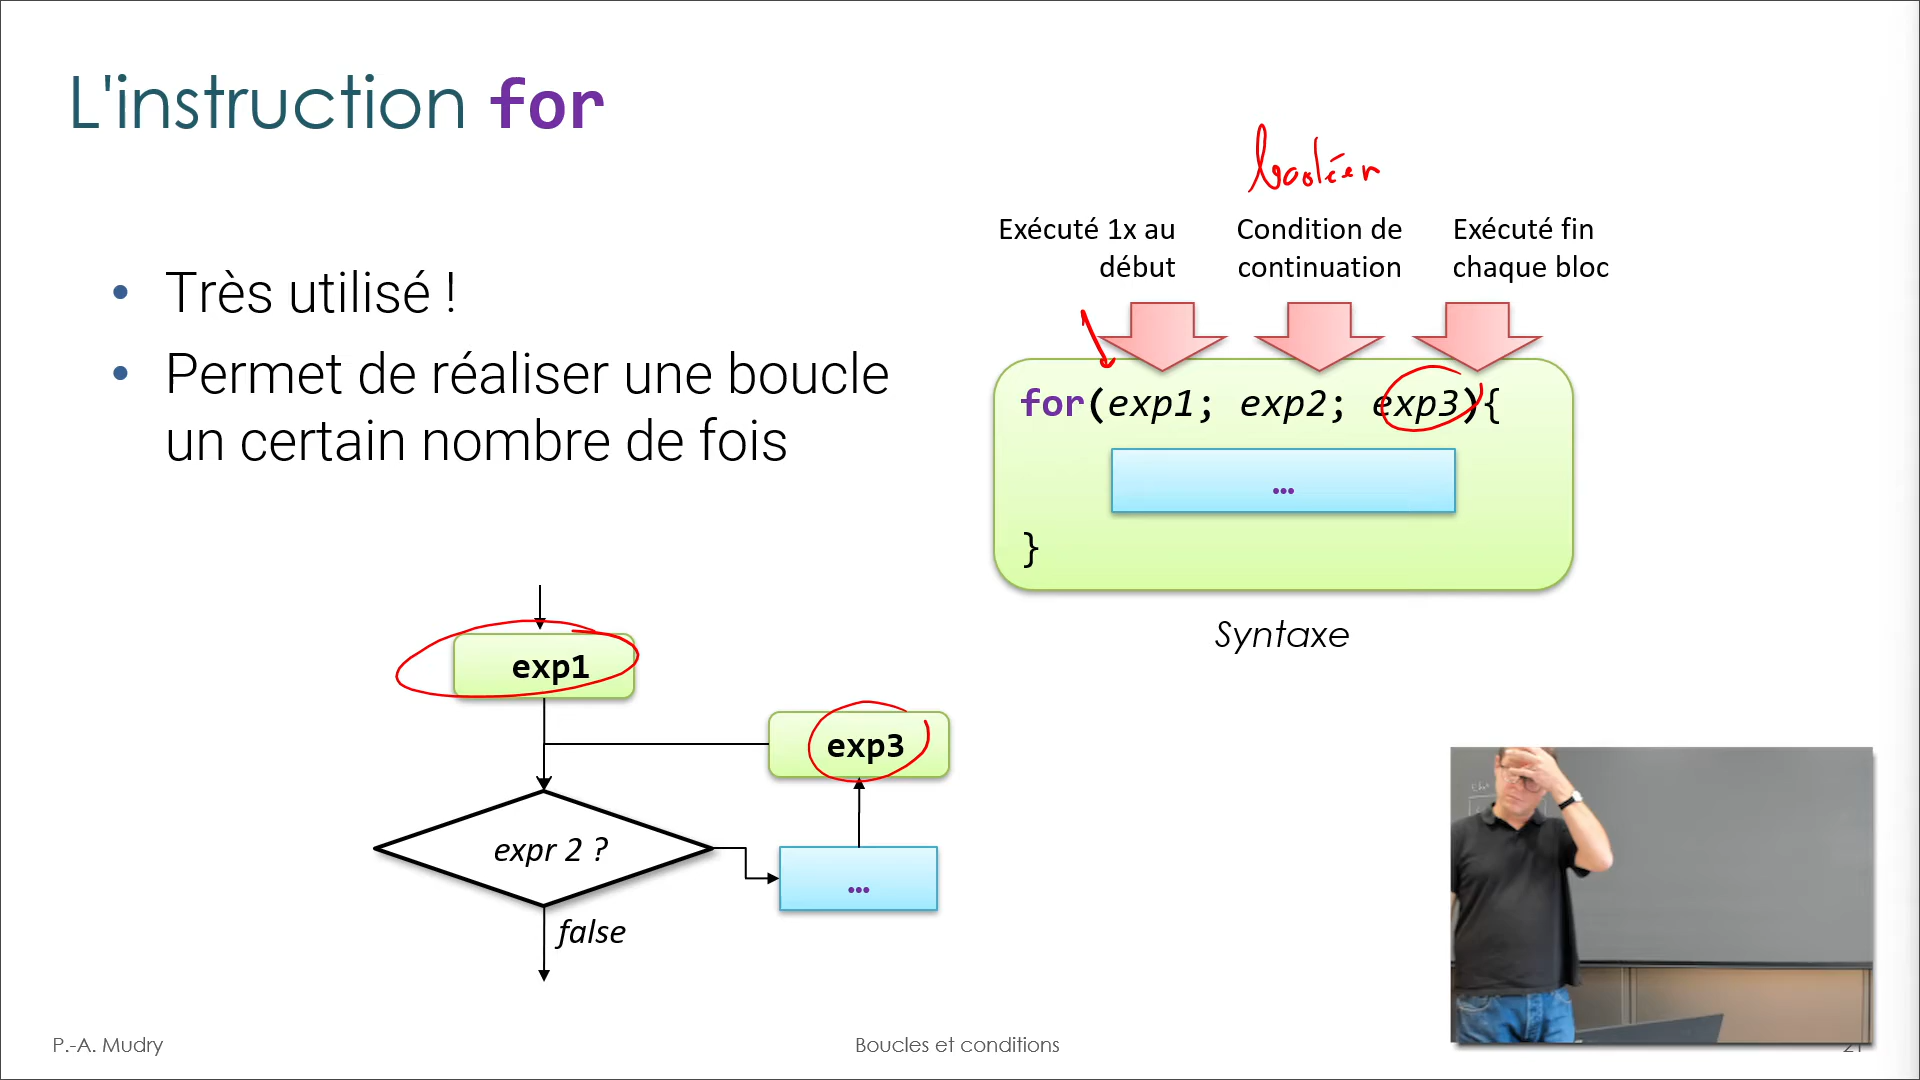 L'instruction for
• Très utilisé !
• Permet de réaliser une boucle
un certain nombre de fois
booléen
Exécuté 1x au
début
Condition de
continuation
Exécuté fin
chaque bloc
for(exp1; exp2; exp3){
…
}
Syntaxe
exp1
exp3
expr 2 ?
…
false
P.-A. Mudry
Boucles et conditions